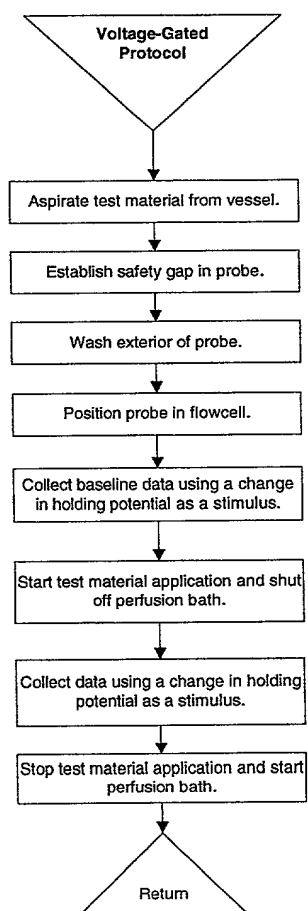 Voltage-Gated
Protocol
Aspirate test material from vessel.
Establish safety gap in probe.
Wash exterior of probe.
Position probe in flowcell.
Collect baseline data using a change
in holding potential as a stimulus.
Start test material application and shut
off perfusion bath.
Collect data using a change in holding
potential as a stimulus.
Stop test material application and start
perfusion bath.
Return